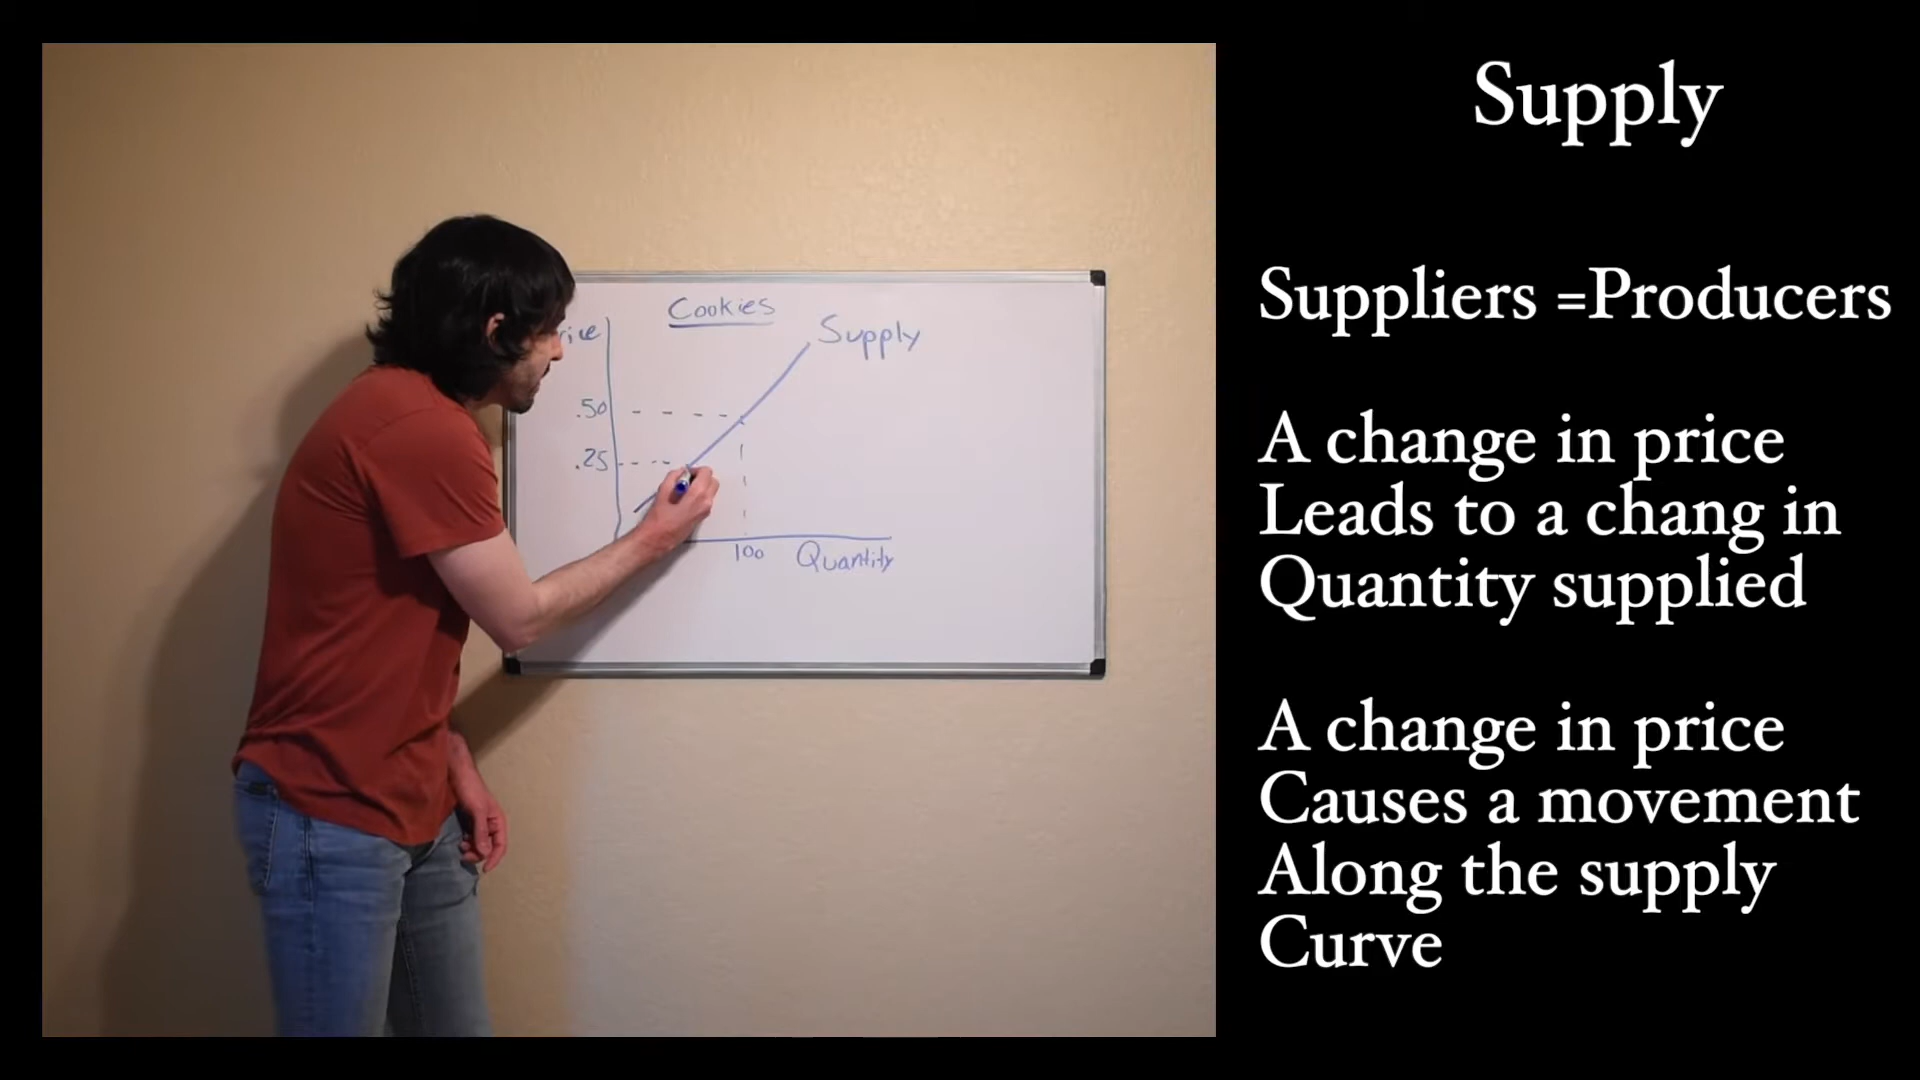 Supply
Suppliers =Producers
A change in price
Leads to a chang in
Quantity supplied
A change in price
Causes a movement
Along the supply
Curve
Cookies
rice
Supply
.50
.25
100
Quantity